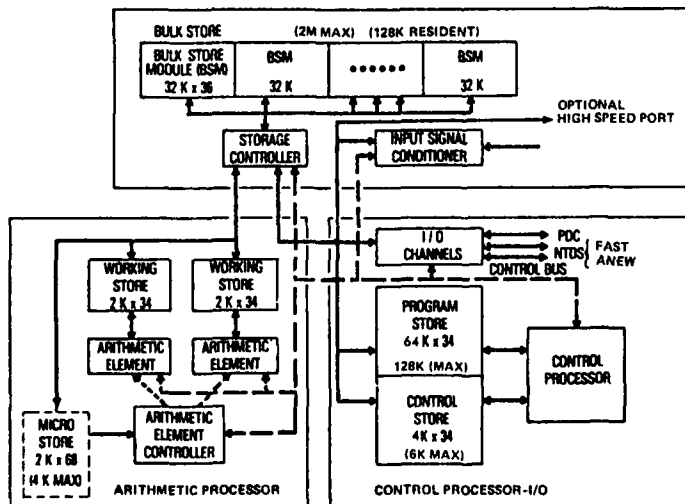 BULK STORE (2M MAX) (128K RESIDENT)
BULK STORE
MODULE (BSM)
32 K x 36
BSM
32 K
BSM
32 K
OPTIONAL
HIGH SPEED PORT
STORAGE
CONTROLLER
INPUT SIGNAL
CONDITIONER
I/O
CHANNELS
PDC
NTDS
FAST
ANEW
CONTROL BUS
WORKING
STORE
2 K x 34
WORKING
STORE
2 K x 34
ARITHMETIC
ELEMENT
ARITHMETIC
ELEMENT
PROGRAM
STORE
64 K x 34
128K (MAX)
CONTROL
PROCESSOR
CONTROL
STORE
4K x 34
(6K MAX)
MICRO
STORE
2 K x 68
(4 K MAX)
ARITHMETIC
ELEMENT
CONTROLLER
ARITHMETIC PROCESSOR
CONTROL PROCESSOR-I/O